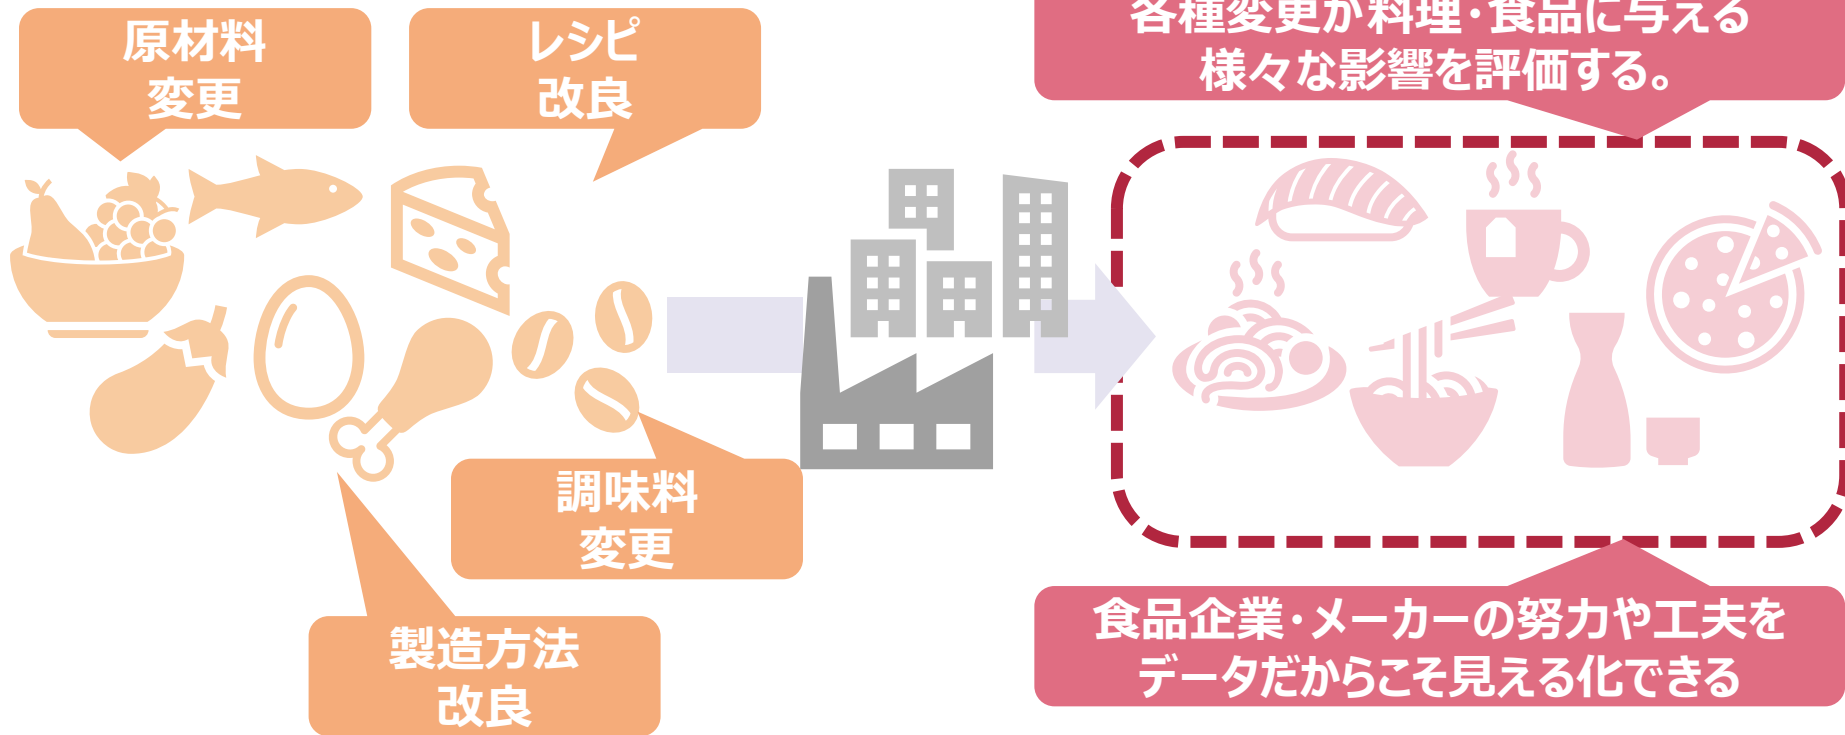 原材料
変更
レシピ
改良
各種変更が料理・食品に与える
様々な影響を評価する。
調味料
変更
製造方法
改良
食品企業・メーカーの努力や工夫を
データだからこそ見える化できる